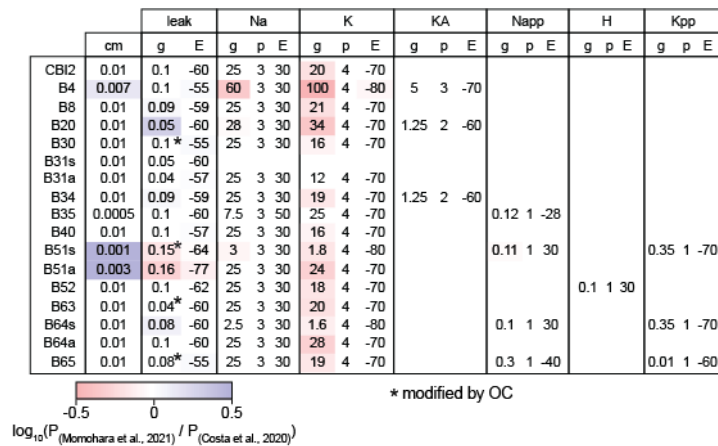 leak Na K KA Napp H Kpp
cm g E g p E g p E g p E g p E g p E g p E
CBI2 0.01 0.1 -60 25 3 30 20 4 -70
B4 0.007 0.1 -55 60 3 30 100 4 -80 5 3 -70
B8 0.01 0.09 -59 25 3 30 21 4 -70
B20 0.01 0.05 -60 28 3 30 34 4 -70 1.25 2 -60
B30 0.01 0.1* -55 25 3 30 16 4 -70
B31s 0.01 0.05 -60
B31a 0.01 0.04 -57 25 3 30 12 4 -70
B34 0.01 0.09 -59 25 3 30 19 4 -70 1.25 2 -60
B35 0.0005 0.1 -60 7.5 3 50 25 4 -70 0.12 1 -28
B40 0.01 0.1 -57 25 3 30 16 4 -70
B51s 0.001 0.15* -64 3 3 30 1.8 4 -80 0.11 1 30 0.35 1 -70
B51a 0.003 0.16 -77 25 3 30 24 4 -70
B52 0.01 0.1 -62 25 3 30 18 4 -70 0.1 1 30
B63 0.01 0.04* -60 25 3 30 20 4 -70
B64s 0.01 0.08 -60 2.5 3 30 1.6 4 -80 0.1 1 30 0.35 1 -70
B64a 0.01 0.1 -60 25 3 30 28 4 -70
B65 0.01 0.08* -55 25 3 30 19 4 -70 0.3 1 -40 0.01 1 -60
* modified by OC
-0.5 0 0.5
log10(P(Momohara et al., 2021) / P(Costa et al., 2020))